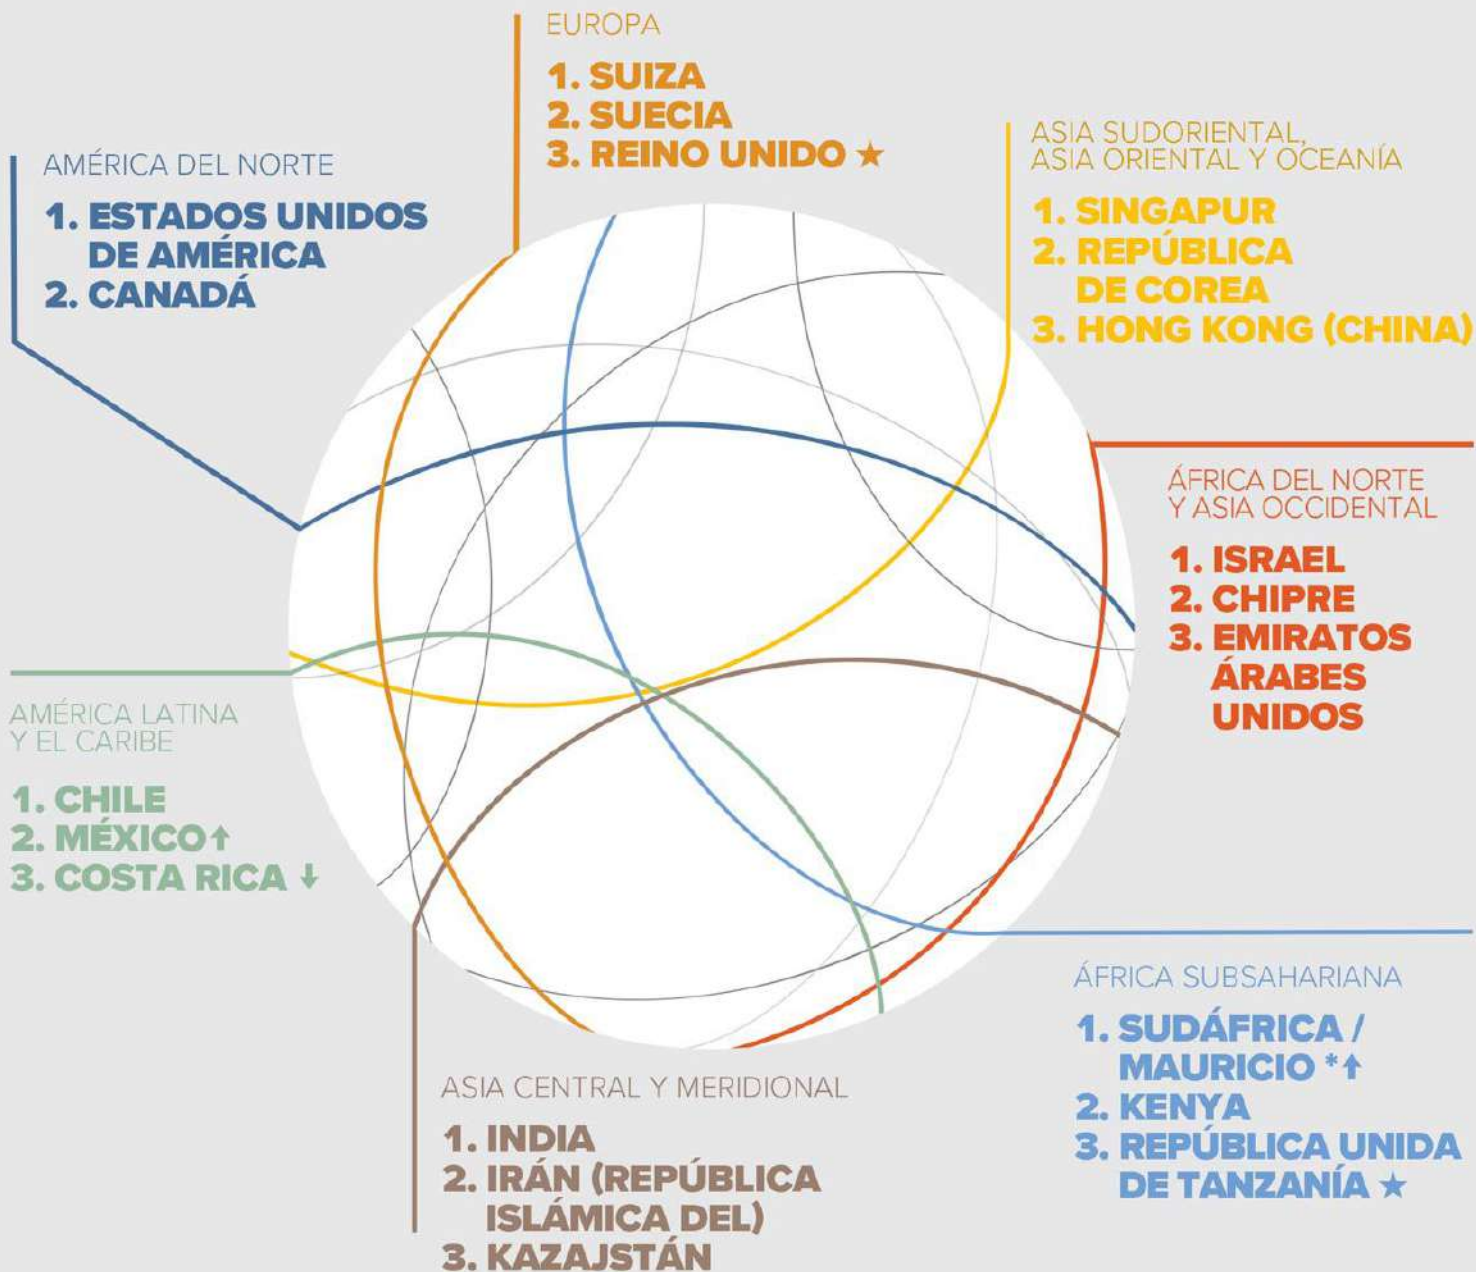 EUROPA
1. SUIZA
2. SUECIA
3. REINO UNIDO ★
AMÉRICA DEL NORTE
1. ESTADOS UNIDOS
DE AMÉRICA
2. CANADÁ
ASIA SUDORIENTAL,
ASIA ORIENTAL Y OCEANÍA
1. SINGAPUR
2. REPÚBLICA
DE COREA
3. HONG KONG (CHINA)
ÁFRICA DEL NORTE
Y ASIA OCCIDENTAL
1. ISRAEL
2. CHIPRE
3. EMIRATOS
ÁRABES
UNIDOS
AMÉRICA LATINA
Y EL CARIBE
1. CHILE
2. MÉXICO↑
3. COSTA RICA ↓
ÁFRICA SUBSAHARIANA
1. SUDÁFRICA /
MAURICIO *↑
2. KENYA
3. REPÚBLICA UNIDA
DE TANZANÍA ★
ASIA CENTRAL Y MERIDIONAL
1. INDIA
2. IRÁN (REPÚBLICA
ISLÁMICA DEL)
3. KAZAJSTÁN